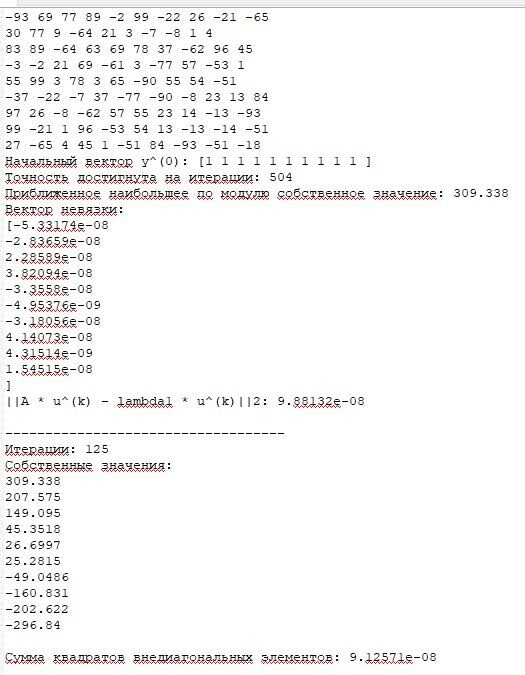 -93 69 77 89 -2 99 -22 26 -21 -65
30 77 9 -64 21 3 -7 -8 1 4
83 89 -64 63 69 78 37 -62 96 45
-3 -2 21 69 -61 3 -77 57 -53 1
55 99 3 78 3 65 -90 55 54 -51
-37 -22 -7 37 -77 -90 -8 23 13 84
97 26 -8 -62 57 55 23 14 -13 -93
99 -21 1 96 -53 54 13 -13 -14 -51
27 -65 4 45 1 -51 84 -93 -51 -18
Начальный вектор y^(0): [1 1 1 1 1 1 1 1 1 1 ]
Точность достигнута на итерации: 504
Приближенное наибольшее по модулю собственное значение: 309.338
Вектор невязки:
[-5.33174e-08
-2.83659e-08
2.28589e-08
3.82094e-08
-3.3558e-08
-4.95376e-09
-3.18056e-08
4.14073e-08
4.31514e-09
1.54515e-08
]
||A * u^(k) - lambda1 * u^(k)||2: 9.88132e-08
-----------------------------------
Итерации: 125
Собственные значения:
309.338
207.575
149.095
45.3518
26.6997
25.2815
-49.0486
-160.831
-202.622
-296.84
Сумма квадратов внедиагональных элементов: 9.12571e-08